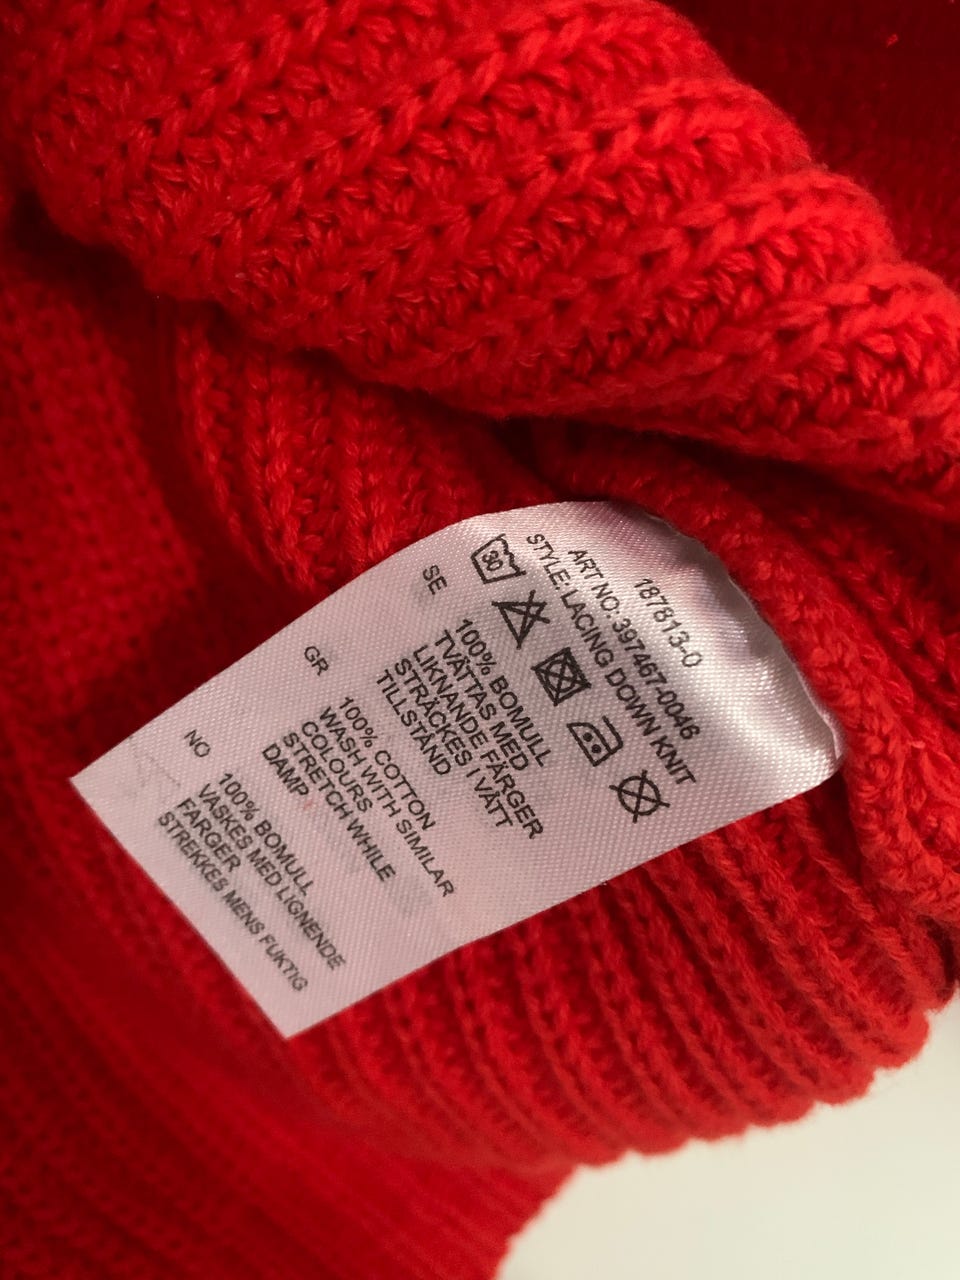 187813-0
ART NO: 397467-0046
STYLE: LACING DOWN KNIT
30
SE
100% BOMULL
TVÄTTAS MED
LIKNANDE FÄRGER
STRÄCKES I VÅTT
TILLSTÅND
GR
100% COTTON
WASH WITH SIMILAR
COLOURS
STRETCH WHILE
DAMP
NO
100% BOMULL
VASKES MED LIGNENDE
FARGER
STREKKES MENS FUKTIG